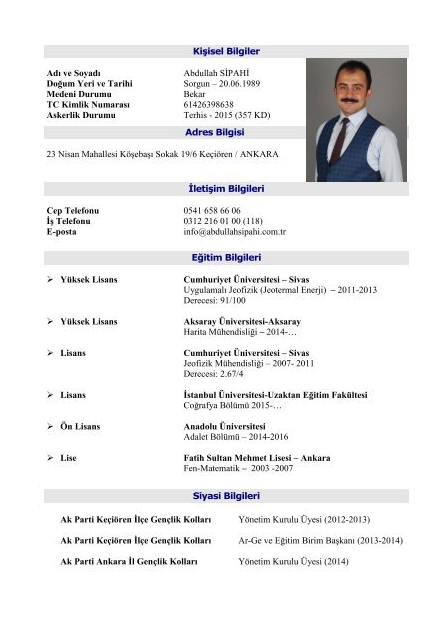 Kişisel Bilgiler
Adı ve Soyadı Abdullah SİPAHİ
Doğum Yeri ve Tarihi Sorgun – 20.06.1989
Medeni Durumu Bekar
TC Kimlik Numarası 61426398638
Askerlik Durumu Terhis - 2015 (357 KD)
Adres Bilgisi
23 Nisan Mahallesi Köşebaşı Sokak 19/6 Keçiören / ANKARA
İletişim Bilgileri
Cep Telefonu 0541 658 66 06
İş Telefonu 0312 216 01 00 (118)
E-posta info@abdullahsipahi.com.tr
Eğitim Bilgileri
➢ Yüksek Lisans Cumhuriyet Üniversitesi – Sivas
Uygulamalı Jeofizik (Jeotermal Enerji) – 2011-2013
Derecesi: 91/100
➢ Yüksek Lisans Aksaray Üniversitesi-Aksaray
Harita Mühendisliği – 2014-…
➢ Lisans Cumhuriyet Üniversitesi – Sivas
Jeofizik Mühendisliği – 2007- 2011
Derecesi: 2.67/4
➢ Lisans İstanbul Üniversitesi-Uzaktan Eğitim Fakültesi
Coğrafya Bölümü 2015-…
➢ Ön Lisans Anadolu Üniversitesi
Adalet Bölümü – 2014-2016
➢ Lise Fatih Sultan Mehmet Lisesi – Ankara
Fen-Matematik – 2003 -2007
Siyasi Bilgileri
Ak Parti Keçiören İlçe Gençlik Kolları Yönetim Kurulu Üyesi (2012-2013)
Ak Parti Keçiören İlçe Gençlik Kolları Ar-Ge ve Eğitim Birim Başkanı (2013-2014)
Ak Parti Ankara İl Gençlik Kolları Yönetim Kurulu Üyesi (2014)